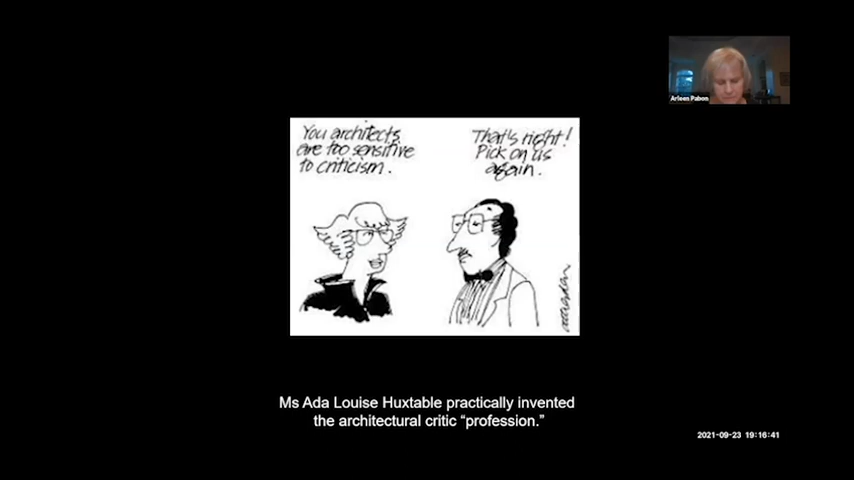 Arleen Pabon
You architects
are too sensitive
to criticism.
That's right!
Pick on us
again.
Ms Ada Louise Huxtable practically invented
the architectural critic “profession.”
2021-09-23 19:16:41